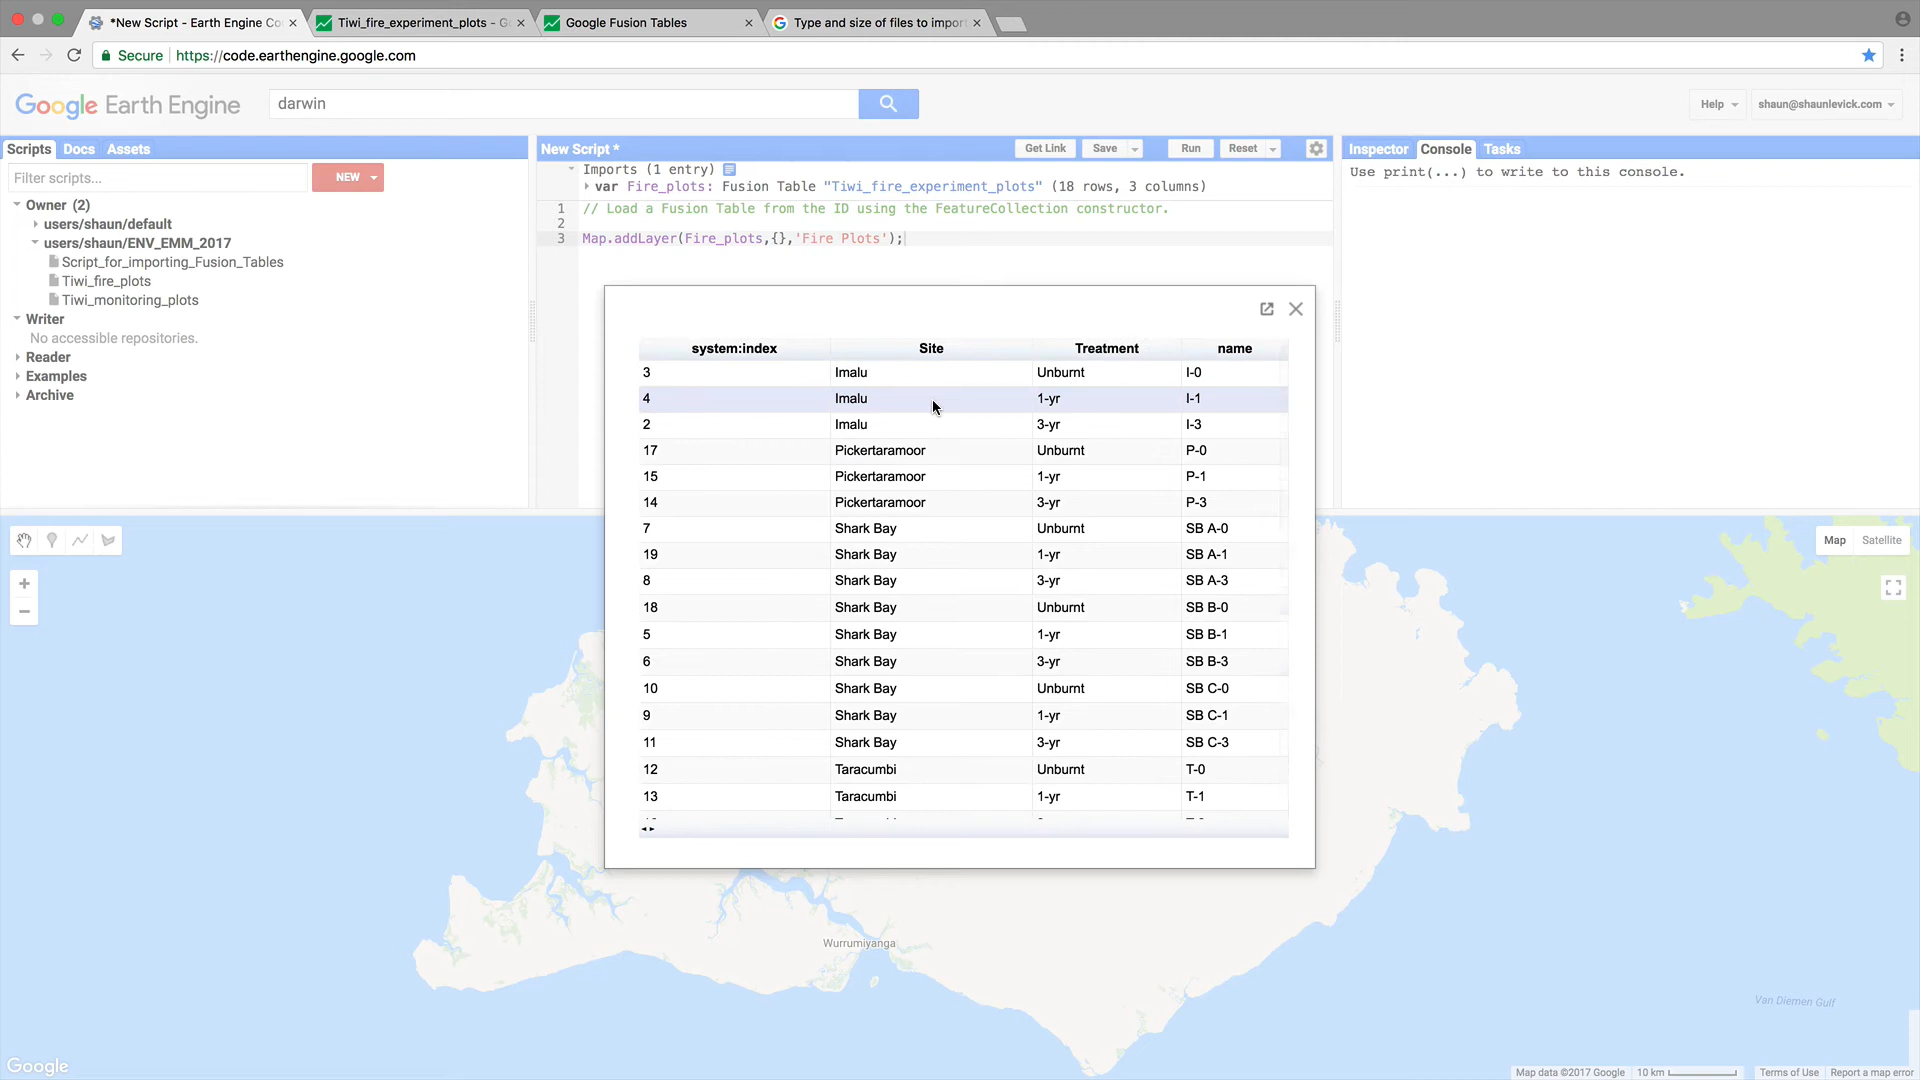 *New Script - Earth Engine Co
Tiwi_fire_experiment_plots - Go
Google Fusion Tables
Type and size of files to import
Secure https://code.earthengine.google.com
Google Earth Engine
darwin
Help
shaun@shaunlevick.com
Scripts Docs Assets
New Script *
Get Link Save Run Reset
Inspector Console Tasks
Filter scripts...
NEW
Owner (2)
users/shaun/default
users/shaun/ENV_EMM_2017
Script_for_importing_Fusion_Tables
Tiwi_fire_plots
Tiwi_monitoring_plots
Writer
No accessible repositories.
Reader
Examples
Archive
Imports (1 entry)
var Fire_plots: Fusion Table "Tiwi_fire_experiment_plots" (18 rows, 3 columns)
1 // Load a Fusion Table from the ID using the FeatureCollection constructor.
2
3 Map.addLayer(Fire_plots,{},'Fire Plots');
Use print(...) to write to this console.
system:index Site Treatment name
3 Imalu Unburnt I-0
4 Imalu 1-yr I-1
2 Imalu 3-yr I-3
17 Pickertaramoor Unburnt P-0
15 Pickertaramoor 1-yr P-1
14 Pickertaramoor 3-yr P-3
7 Shark Bay Unburnt SB A-0
19 Shark Bay 1-yr SB A-1
8 Shark Bay 3-yr SB A-3
18 Shark Bay Unburnt SB B-0
5 Shark Bay 1-yr SB B-1
6 Shark Bay 3-yr SB B-3
10 Shark Bay Unburnt SB C-0
9 Shark Bay 1-yr SB C-1
11 Shark Bay 3-yr SB C-3
12 Taracumbi Unburnt T-0
13 Taracumbi 1-yr T-1
Map Satellite
Wurrumiyanga
Van Diemen Gulf
Google
Map data ©2017 Google 10 km Terms of Use Report a map error